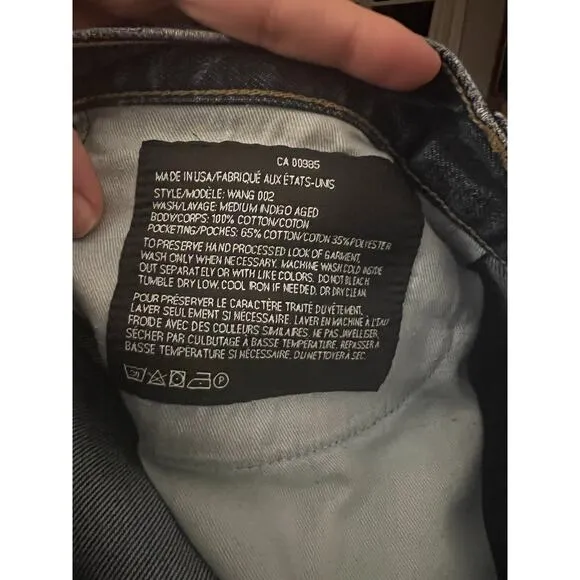 CA 00985
MADE IN USA/FABRIQUÉ AUX ÉTATS-UNIS
STYLE/MODÈLE: WANG 002
WASH/LAVAGE: MEDIUM INDIGO AGED
BODY/CORPS: 100% COTTON/COTON
POCKETING/POCHES: 65% COTTON/COTON 35% POLYESTER
TO PRESERVE HAND PROCESSED LOOK OF GARMENT,
WASH ONLY WHEN NECESSARY. MACHINE WASH COLD INSIDE
OUT SEPARATELY OR WITH LIKE COLORS. DO NOT BLEACH
TUMBLE DRY LOW. COOL IRON IF NEEDED. OR DRY CLEAN.
POUR PRÉSERVER LE CARACTÈRE TRAITÉ DU VÊTEMENT,
LAVER SEULEMENT SI NÉCESSAIRE. LAVER EN MACHINE À L'EAU
FROIDE AVEC DES COULEURS SIMILAIRES. NE PAS JAVELLISER.
SÉCHER PAR CULBUTAGE À BASSE TEMPÉRATURE. REPASSER À
BASSE TEMPÉRATURE SI NÉCESSAIRE. OU NETTOYER À SEC.